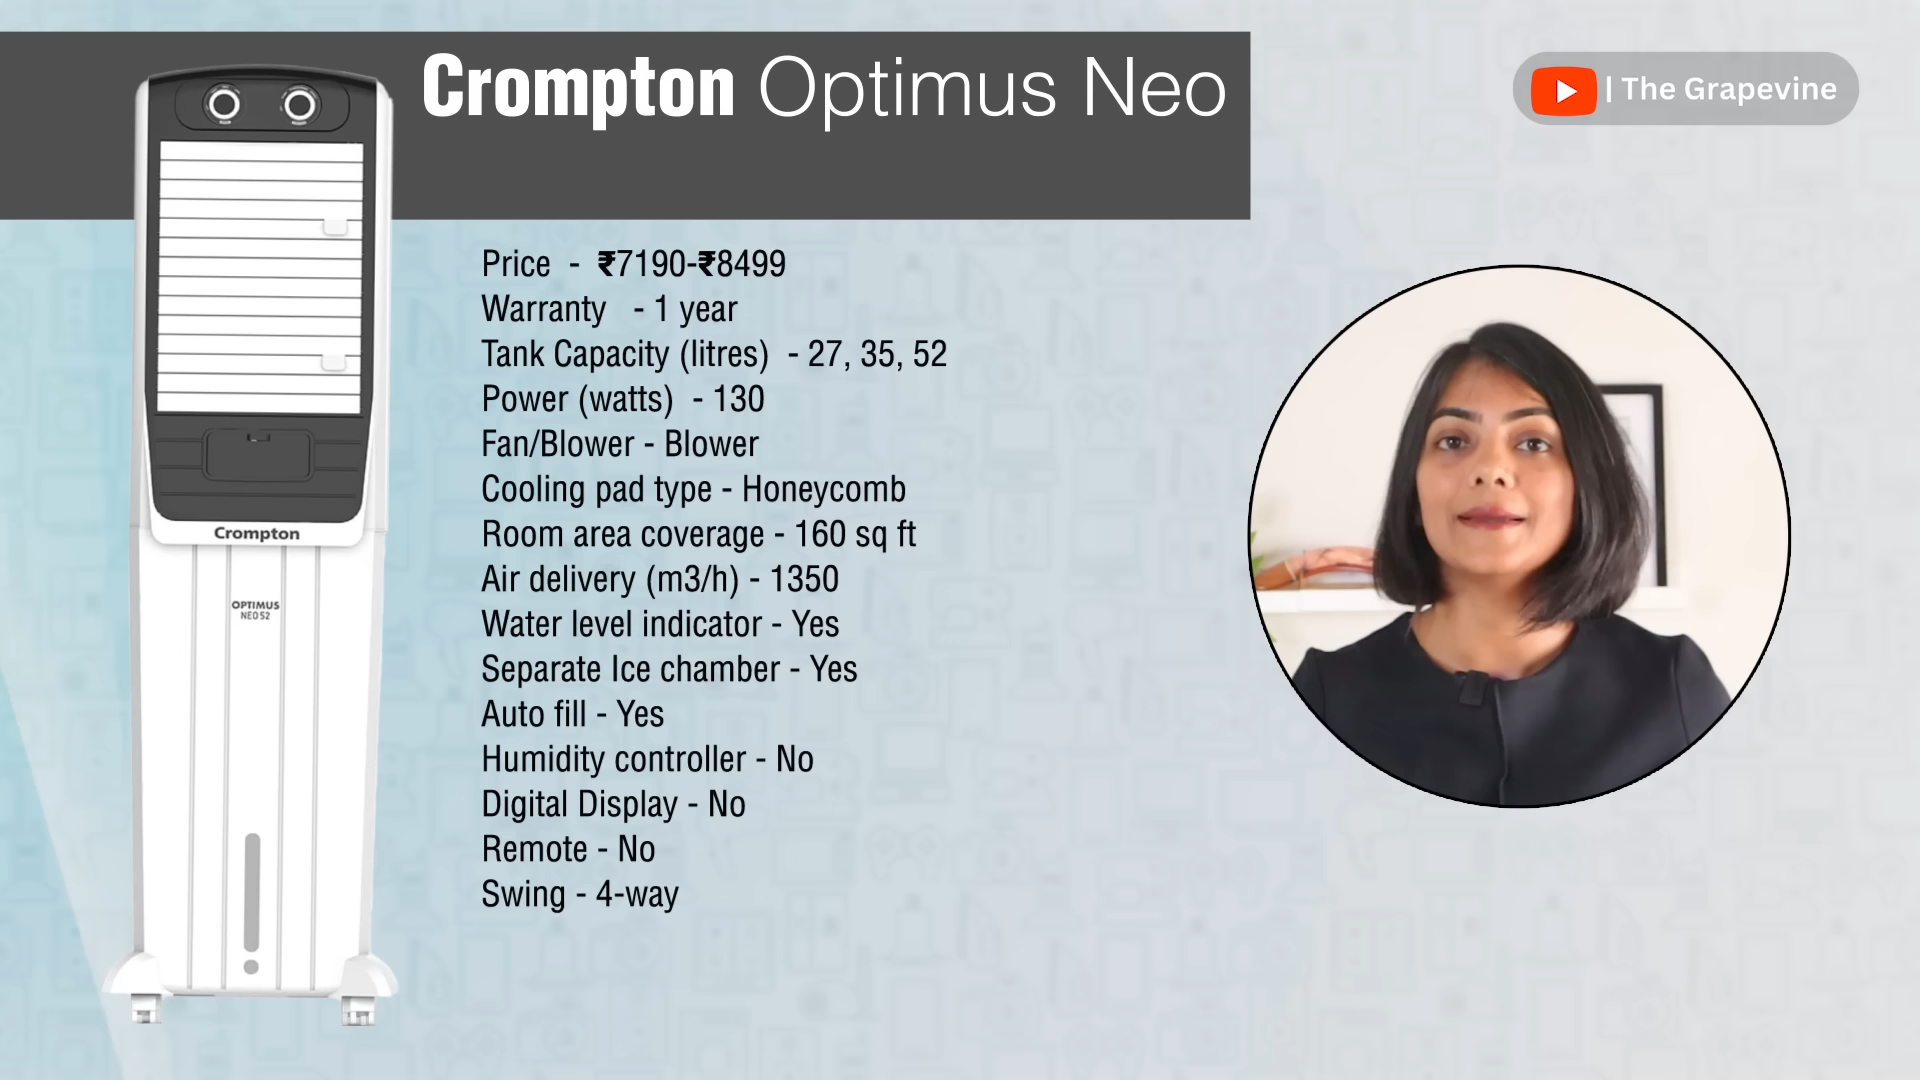 Crompton Optimus Neo
| The Grapevine
Price - ₹7190-₹8499
Warranty - 1 year
Tank Capacity (litres) - 27, 35, 52
Power (watts) - 130
Fan/Blower - Blower
Cooling pad type - Honeycomb
Room area coverage - 160 sq ft
Air delivery (m3/h) - 1350
Water level indicator - Yes
Separate Ice chamber - Yes
Auto fill - Yes
Humidity controller - No
Digital Display - No
Remote - No
Swing - 4-way
Crompton
OPTIMUS
NEO 52